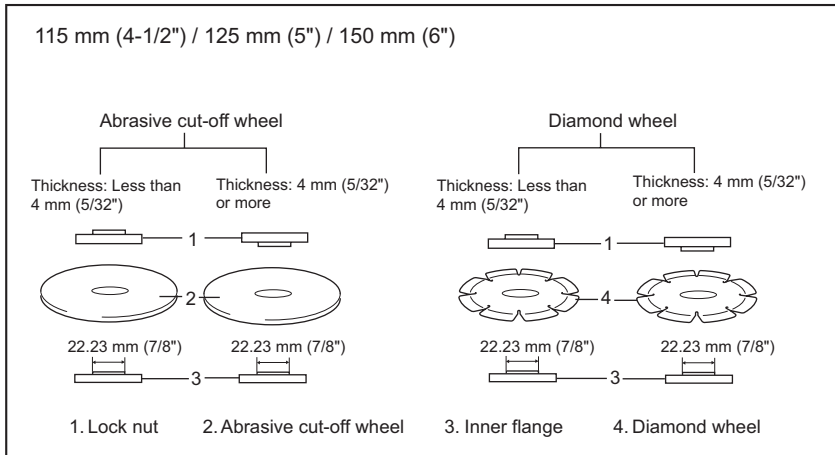 115 mm (4-1/2") / 125 mm (5") / 150 mm (6")
Abrasive cut-off wheel
Thickness: Less than
4 mm (5/32")
Thickness: 4 mm (5/32")
or more
1
2
22.23 mm (7/8")
22.23 mm (7/8")
3
Diamond wheel
Thickness: Less than
4 mm (5/32")
Thickness: 4 mm (5/32")
or more
1
4
22.23 mm (7/8")
22.23 mm (7/8")
3
1. Lock nut 2. Abrasive cut-off wheel 3. Inner flange 4. Diamond wheel